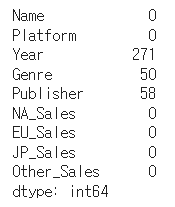 Name 0
Platform 0
Year 271
Genre 50
Publisher 58
NA_Sales 0
EU_Sales 0
JP_Sales 0
Other_Sales 0
dtype: int64